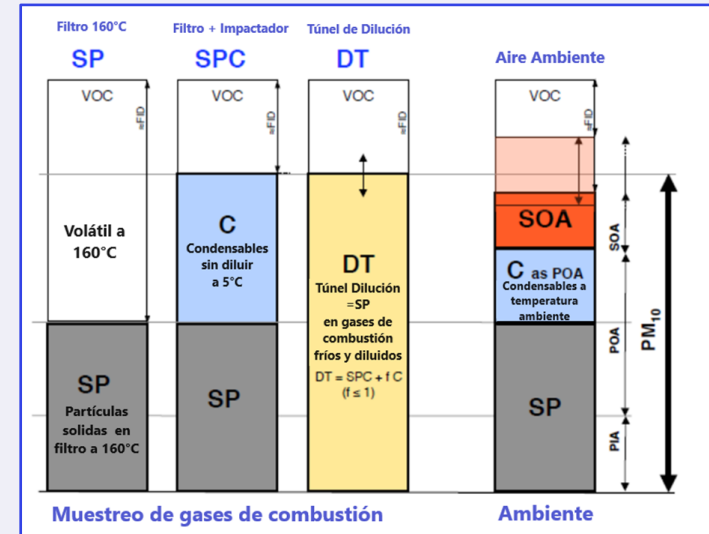 Filtro 160°C
SP
Filtro + Impactador
SPC
Túnel de Dilución
DT
Aire Ambiente
VOC
≈FID
Volátil a
160°C
SP
Partículas
solidas en
filtro a 160°C
VOC
≈FID
C
Condensables
sin diluir
a 5°C
SP
VOC
≈FID
DT
Túnel Dilución
=SP
en gases de
combustión
fríos y diluidos
DT = SPC + f C
(f ≤ 1)
VOC
≈FID
SOA
C as POA
Condensables a
temperatura
ambiente
SP
SOA
POA
PIA
PM10
Muestreo de gases de combustión
Ambiente